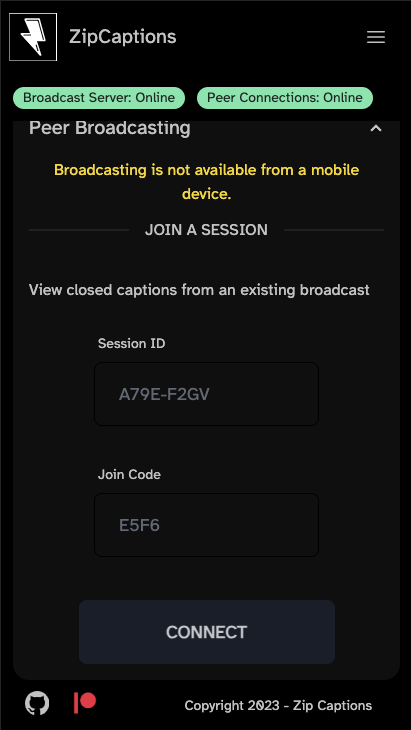 ZipCaptions
Broadcast Server: Online
Peer Connections: Online
Peer Broadcasting
Broadcasting is not available from a mobile
device.
JOIN A SESSION
View closed captions from an existing broadcast
Session ID
A79E-F2GV
Join Code
E5F6
CONNECT
Copyright 2023 - Zip Captions